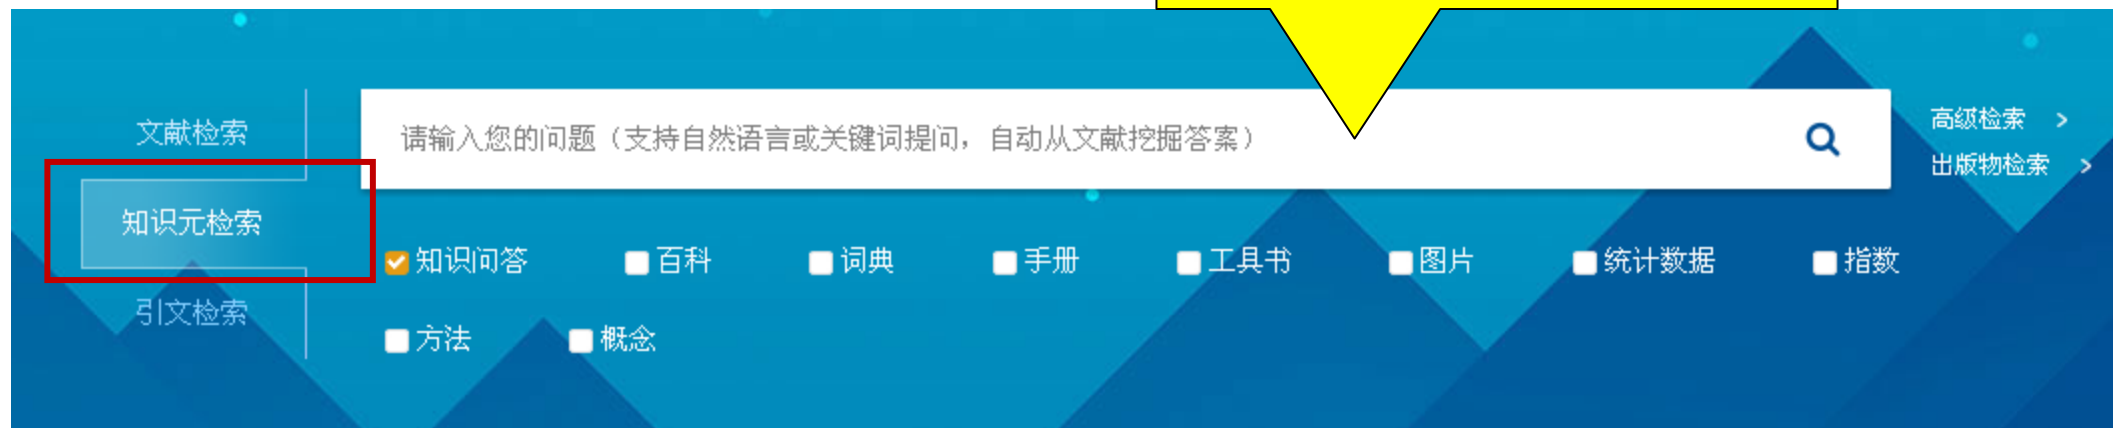 文献检索
知识元检索
引文检索
请输入您的问题（支持自然语言或关键词提问，自动从文献挖掘答案）
高级检索 >
出版物检索 >
知识问答 百科 词典 手册 工具书 图片 统计数据 指数
方法 概念